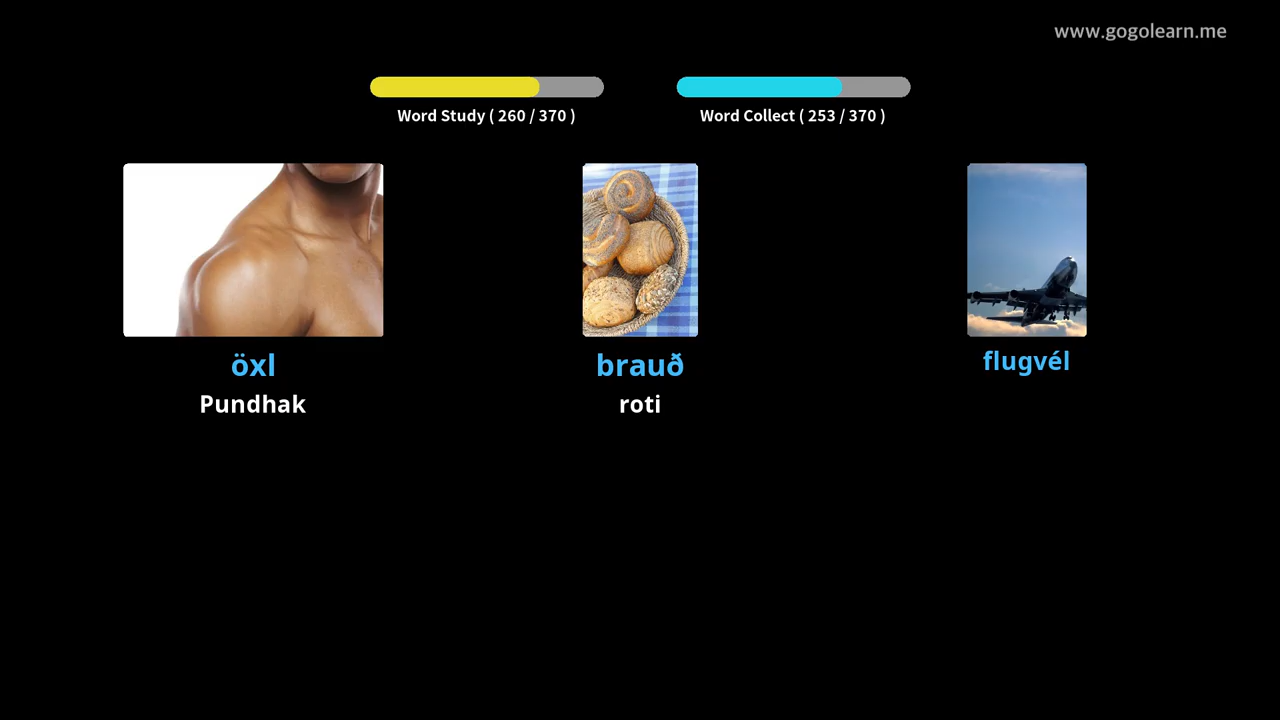 www.gogolearn.me
Word Study ( 260 / 370 )
Word Collect ( 253 / 370 )
öxl
Pundhak
brauð
roti
flugvél